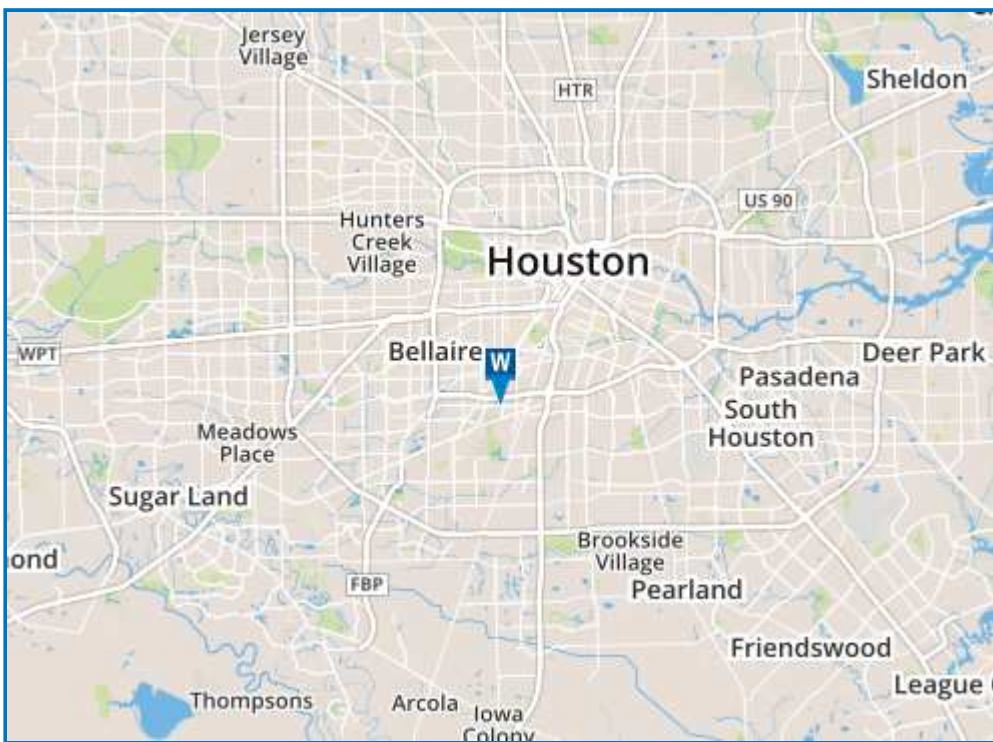 Jersey
Village
Sheldon
HTR
US 90
Hunters
Creek
Village
Houston
WPT
Bellaire
W
Deer Park
Pasadena
South
Houston
Meadows
Place
Sugar Land
Brookside
Village
ond
FBP
Pearland
Friendswood
League
Thompsons
Arcola
Iowa
Colony